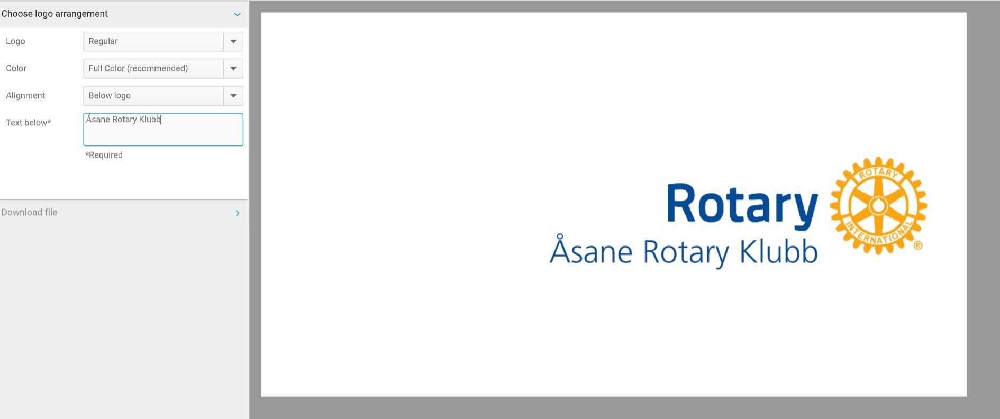 Choose logo arrangement
Logo
Regular
Color
Full Color (recommended)
Alignment
Below logo
Text below*
Åsane Rotary Klubb
*Required
Download file
Rotary
Åsane Rotary Klubb
ROTARY
INTERNATIONAL
®